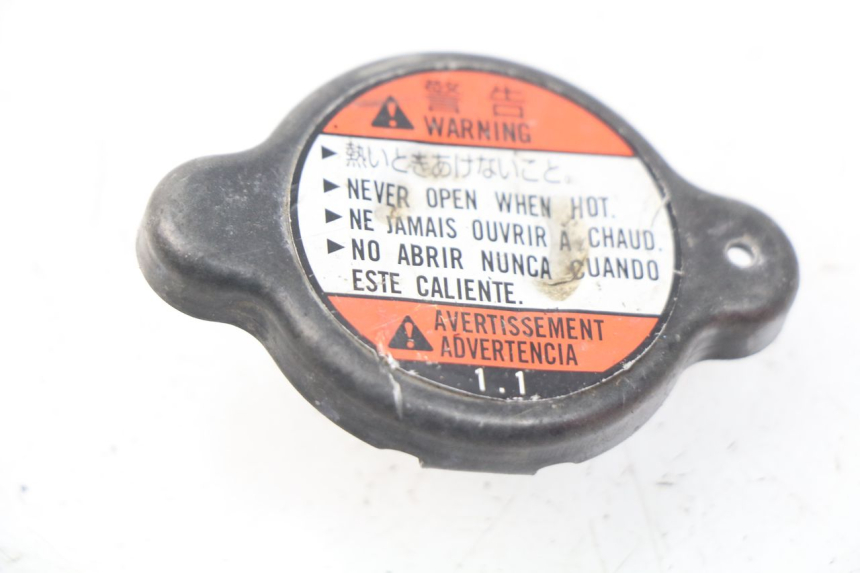 警告
WARNING
▶ 熱いときあけないこと。
▶ NEVER OPEN WHEN HOT.
▶ NE JAMAIS OUVRIR À CHAUD.
▶ NO ABRIR NUNCA CUANDO
ESTE CALIENTE.
AVERTISSEMENT
ADVERTENCIA
1.1